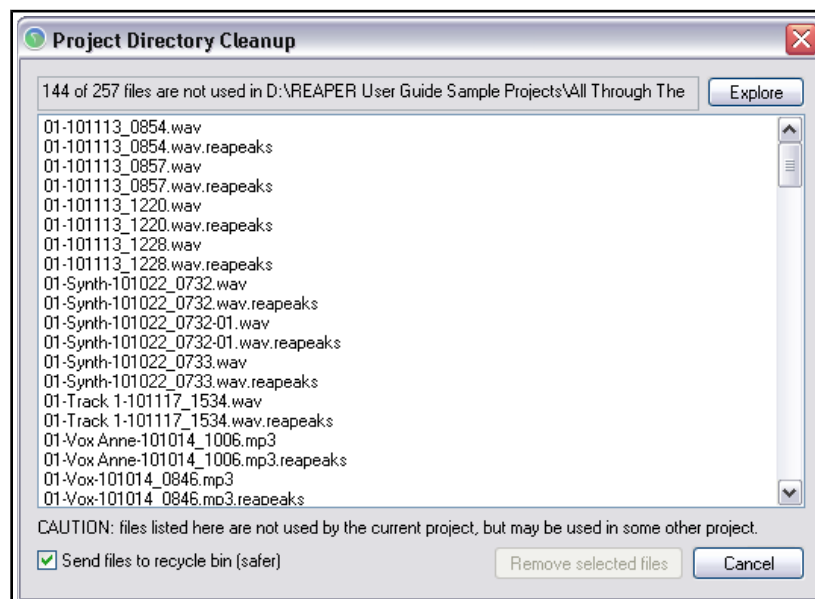 Project Directory Cleanup
144 of 257 files are not used in D:\REAPER User Guide Sample Projects\All Through The
Explore
01-101113_0854.wav
01-101113_0854.wav.reapeaks
01-101113_0857.wav
01-101113_0857.wav.reapeaks
01-101113_1220.wav
01-101113_1220.wav.reapeaks
01-101113_1228.wav
01-101113_1228.wav.reapeaks
01-Synth-101022_0732.wav
01-Synth-101022_0732.wav.reapeaks
01-Synth-101022_0732-01.wav
01-Synth-101022_0732-01.wav.reapeaks
01-Synth-101022_0733.wav
01-Synth-101022_0733.wav.reapeaks
01-Track 1-101117_1534.wav
01-Track 1-101117_1534.wav.reapeaks
01-Vox Anne-101014_1006.mp3
01-Vox Anne-101014_1006.mp3.reapeaks
01-Vox-101014_0846.mp3
01-Vox-101014_0846.mp3.reapeaks
CAUTION: files listed here are not used by the current project, but may be used in some other project.
Send files to recycle bin (safer)
Remove selected files
Cancel